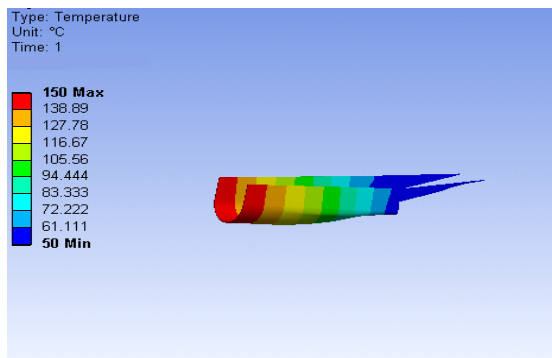 Type: Temperature
Unit: °C
Time: 1
150 Max
138.89
127.78
116.67
105.56
94.444
83.333
72.222
61.111
50 Min